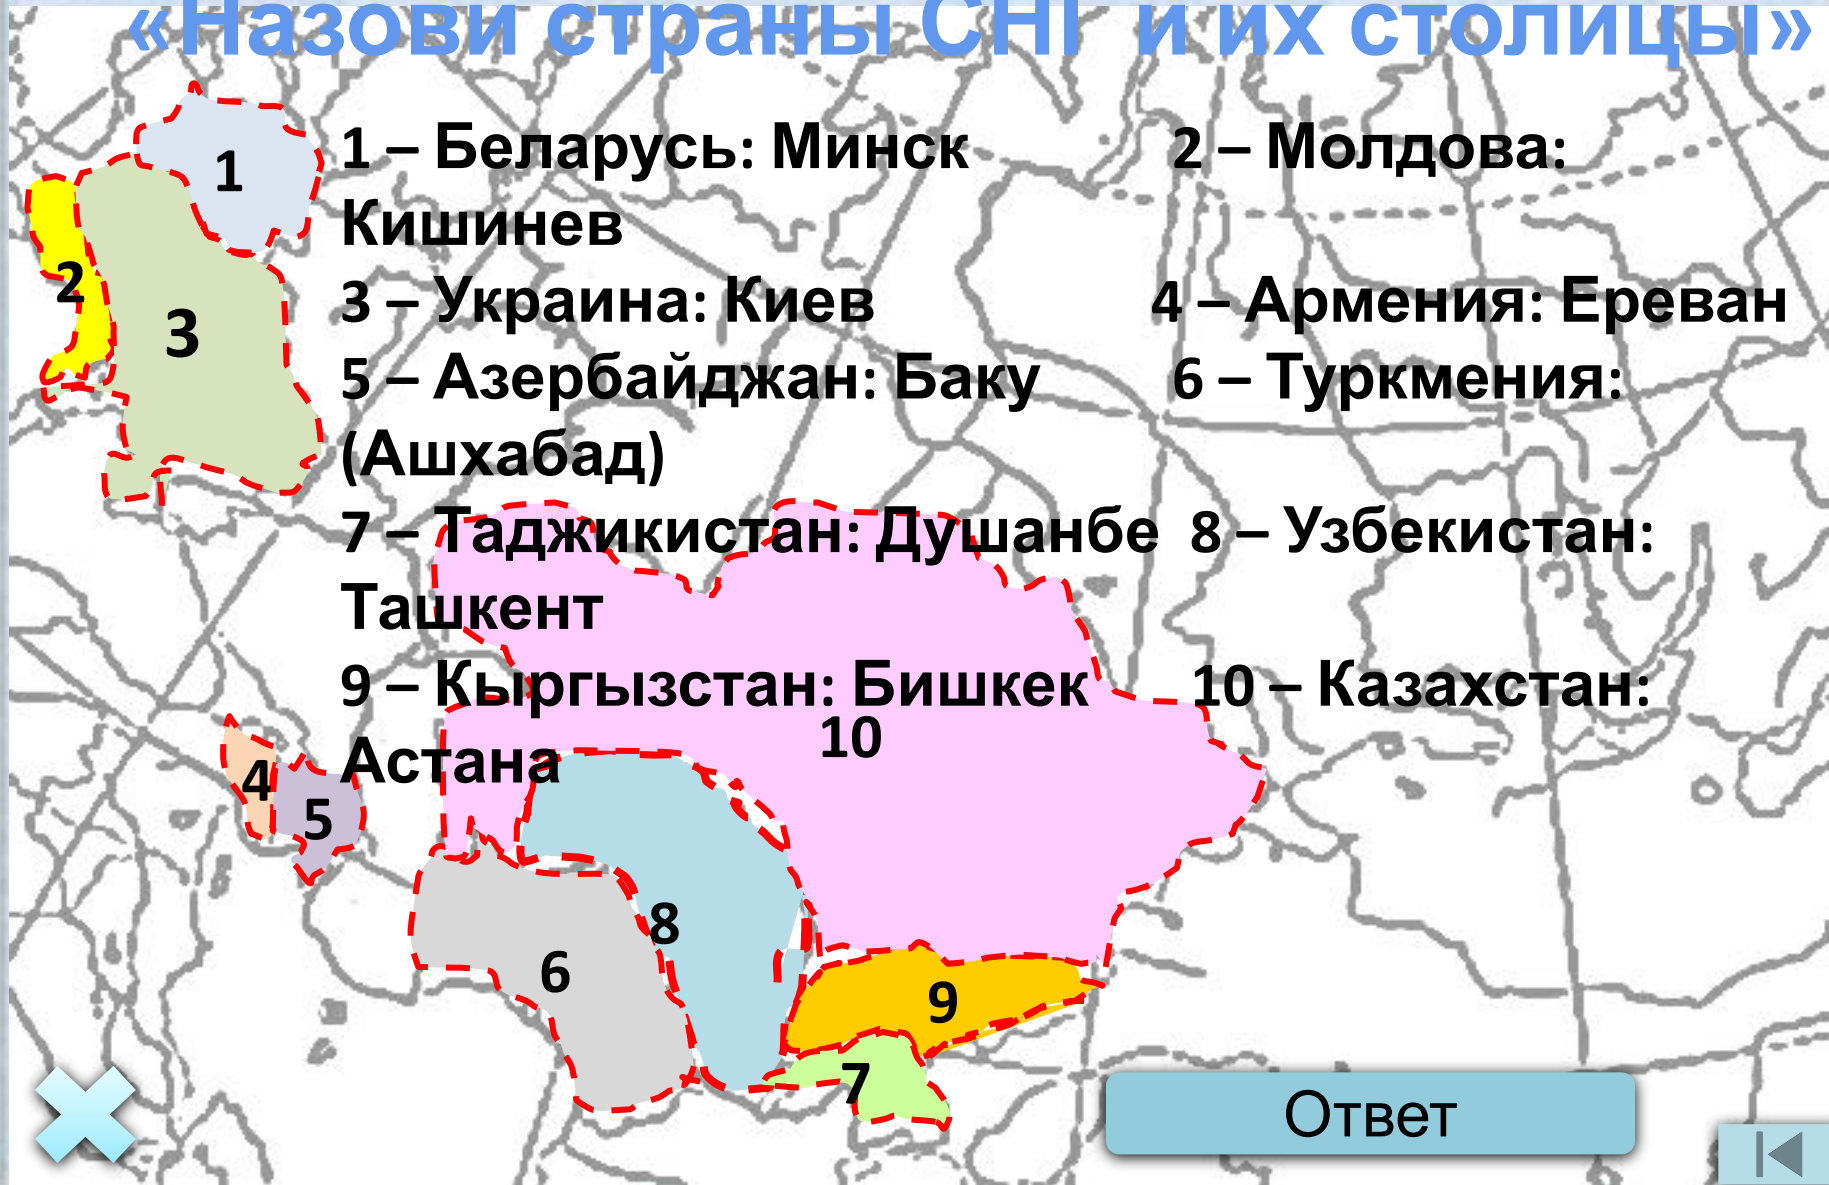 «Назови страны СНГ и их столицы»
1 – Беларусь: Минск 2 – Молдова:
Кишинев
3 – Украина: Киев 4 – Армения: Ереван
5 – Азербайджан: Баку 6 – Туркмения:
(Ашхабад)
7 – Таджикистан: Душанбе 8 – Узбекистан:
Ташкент
9 – Кыргызстан: Бишкек 10 – Казахстан:
Астана
1
2
3
4
5
10
8
6
9
7
Ответ